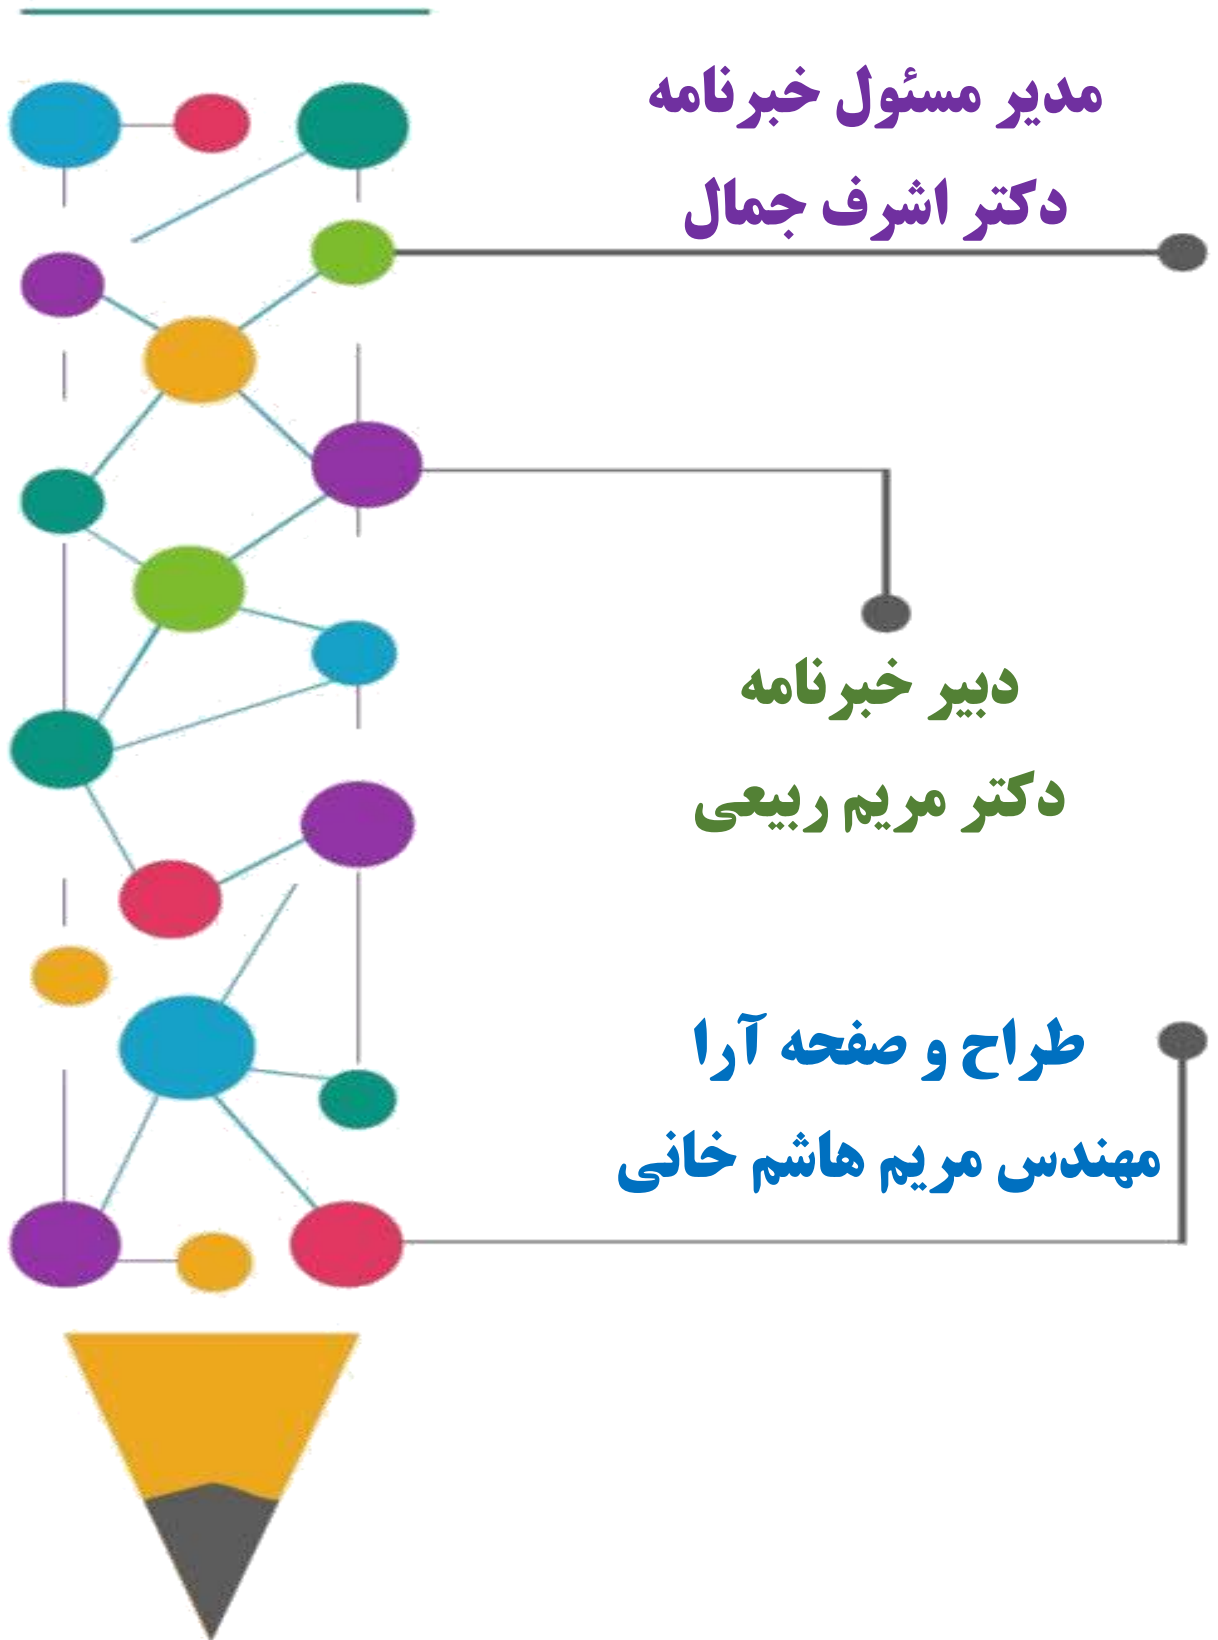 مدیر مسئول خبرنامه
دکتر اشرف جمال
دبیر خبرنامه
دکتر مریم ربیعی
طراح و صفحه آرا
مهندس مریم هاشم خانی